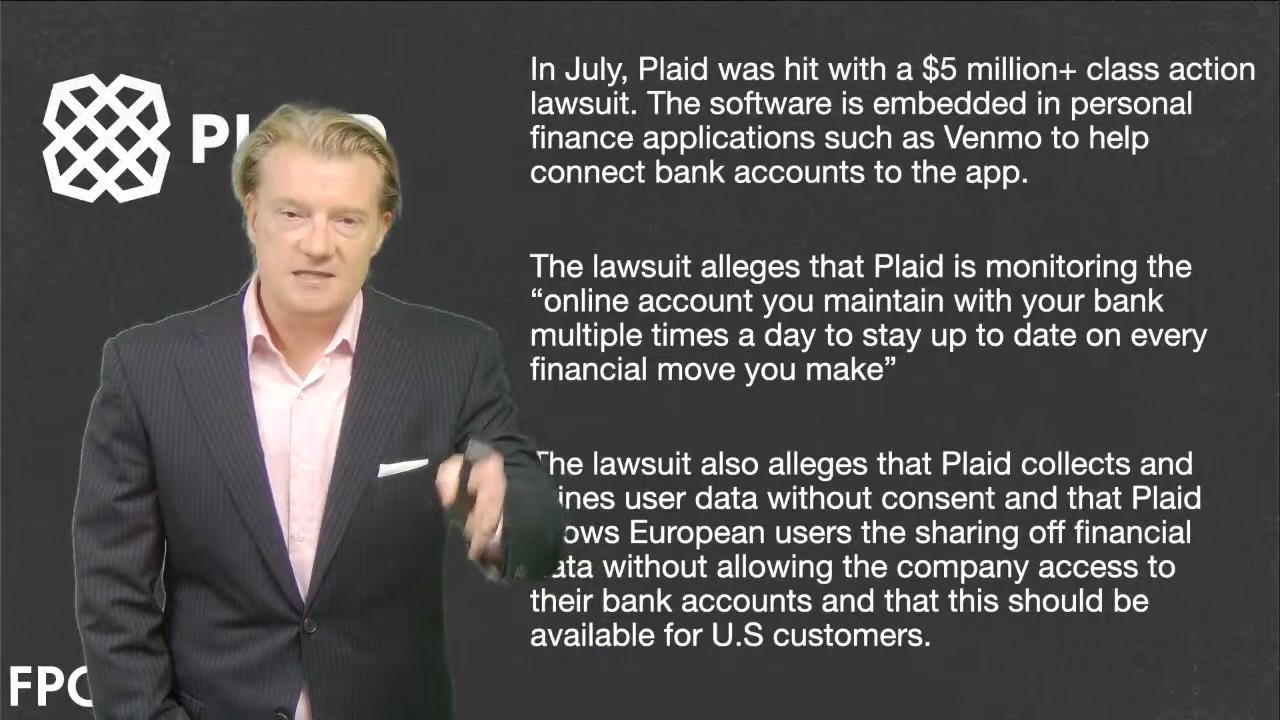 In July, Plaid was hit with a $5 million+ class action
lawsuit. The software is embedded in personal
finance applications such as Venmo to help
connect bank accounts to the app.
The lawsuit alleges that Plaid is monitoring the
“online account you maintain with your bank
multiple times a day to stay up to date on every
financial move you make”
The lawsuit also alleges that Plaid collects and
user data without consent and that Plaid
European users the sharing off financial
without allowing the company access to
their bank accounts and that this should be
available for U.S customers.